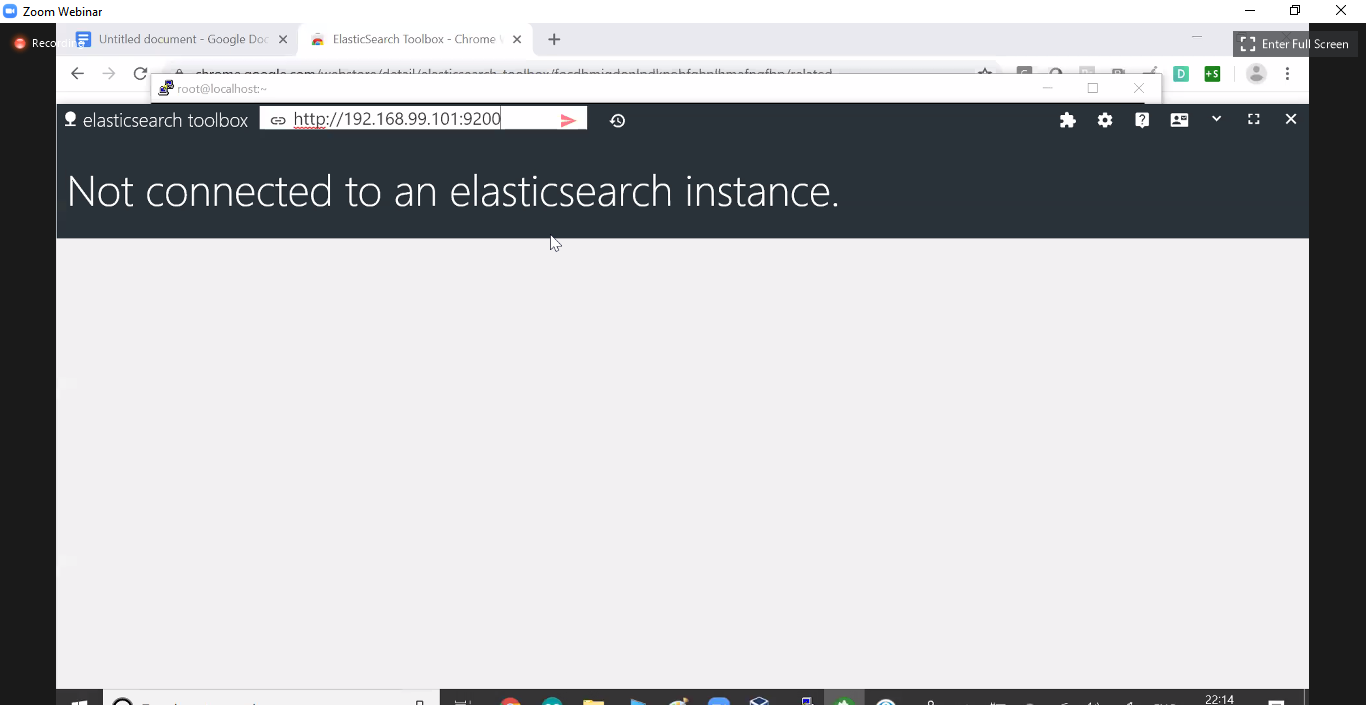 Zoom Webinar
Recording
Untitled document - Google Doc
ElasticSearch Toolbox - Chrome
Enter Full Screen
root@localhost:~
elasticsearch toolbox
http://192.168.99.101:9200
Not connected to an elasticsearch instance.
22:14